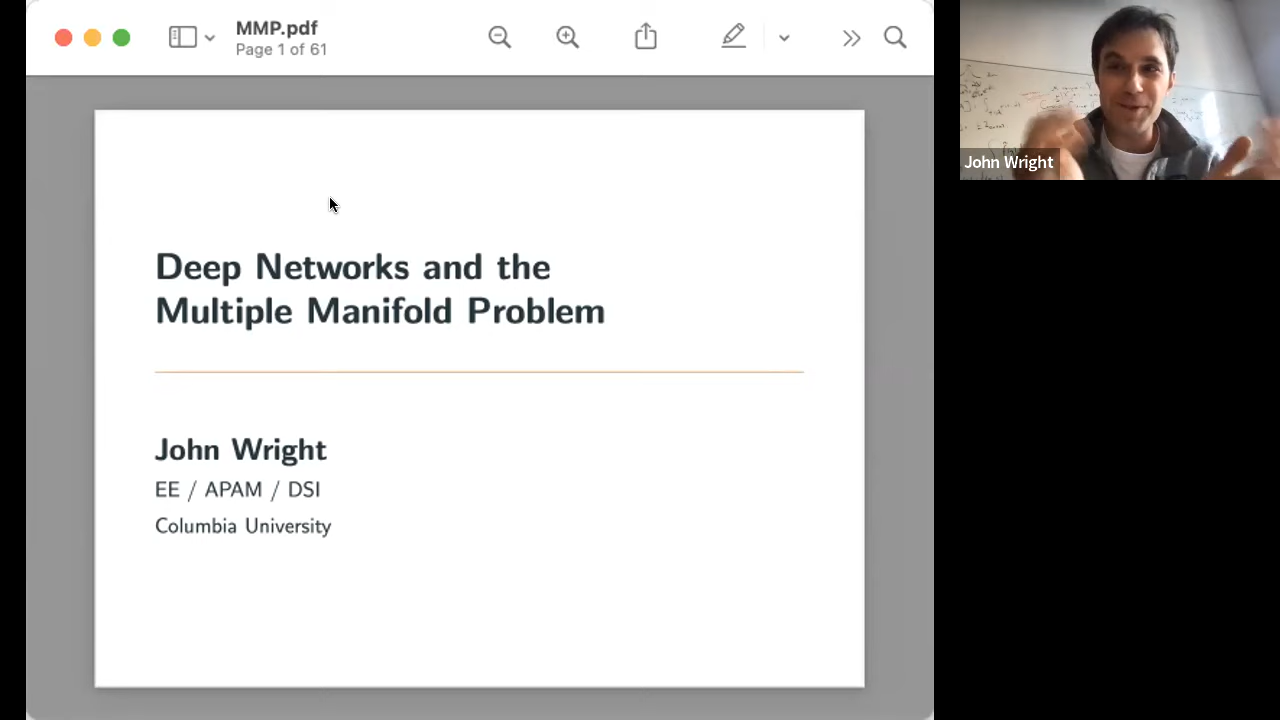 MMP.pdf
Page 1 of 61
John Wright
Deep Networks and the
Multiple Manifold Problem
John Wright
EE / APAM / DSI
Columbia University